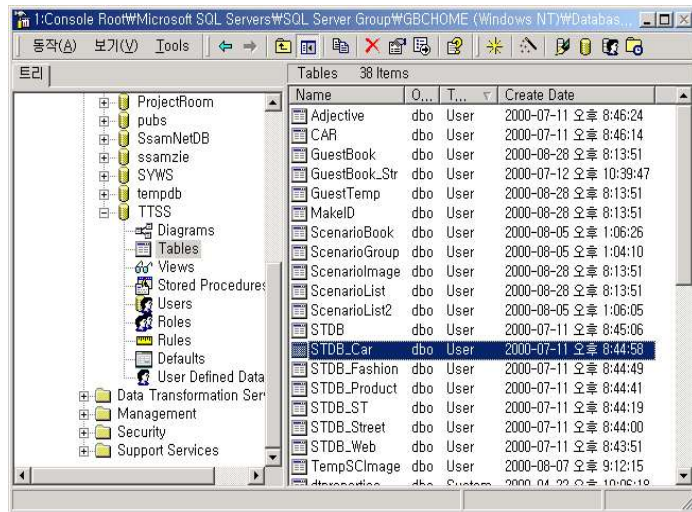 1:Console Root₩Microsoft SQL Servers₩SQL Server Group₩GBCHOME (Windows NT)₩Databas...
동작(A) 보기(V) Tools
트리
Tables 38 Items
ProjectRoom
pubs
SsamNetDB
ssamzie
SYWS
tempdb
TTSS
Diagrams
Tables
Views
Stored Procedures
Users
Roles
Rules
Defaults
User Defined Data
Data Transformation Ser
Management
Security
Support Services
Name O... T... Create Date
Adjective dbo User 2000-07-11 오후 8:46:24
CAR dbo User 2000-07-11 오후 8:46:14
GuestBook dbo User 2000-08-28 오후 8:13:51
GuestBook_Str dbo User 2000-07-12 오후 10:39:47
GuestTemp dbo User 2000-08-28 오후 8:13:51
MakeID dbo User 2000-08-28 오후 8:13:51
ScenarioBook dbo User 2000-08-05 오후 1:06:26
ScenarioGroup dbo User 2000-08-05 오후 1:04:10
ScenarioImage dbo User 2000-08-28 오후 8:13:51
ScenarioList dbo User 2000-08-28 오후 8:13:51
ScenarioList2 dbo User 2000-08-05 오후 1:06:05
STDB dbo User 2000-07-11 오후 8:45:06
STDB_Car dbo User 2000-07-11 오후 8:44:58
STDB_Fashion dbo User 2000-07-11 오후 8:44:49
STDB_Product dbo User 2000-07-11 오후 8:44:41
STDB_ST dbo User 2000-07-11 오후 8:44:19
STDB_Street dbo User 2000-07-11 오후 8:44:00
STDB_Web dbo User 2000-07-11 오후 8:43:51
TempSCImage dbo User 2000-08-07 오후 9:12:15
dtproperties dbo System